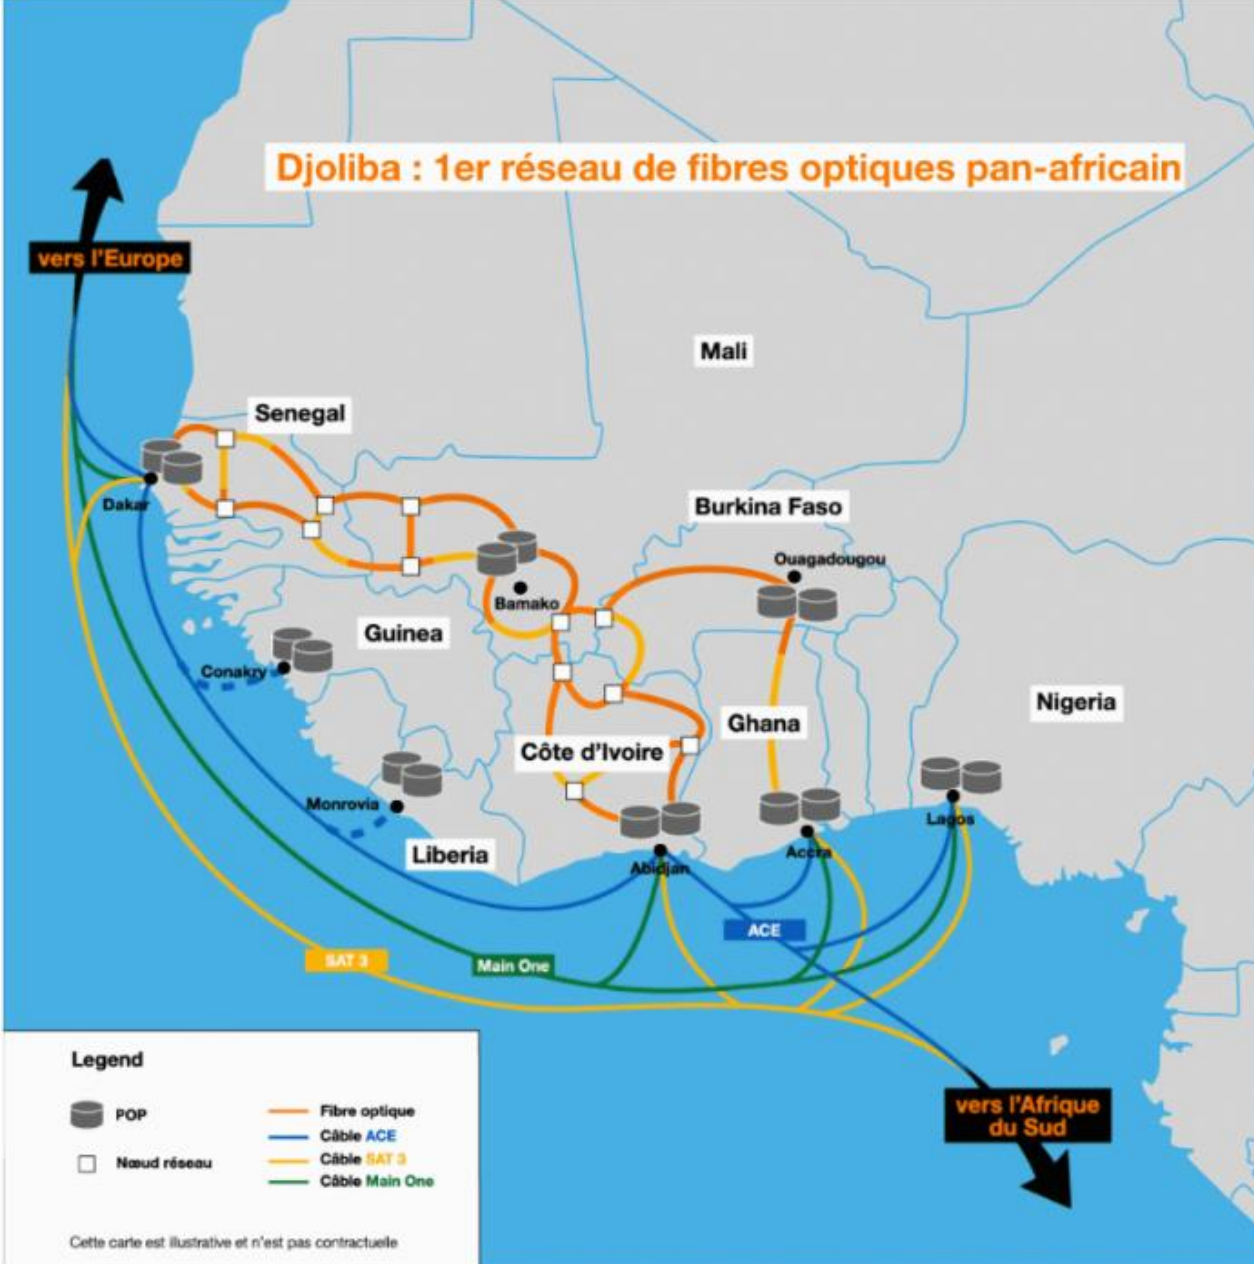 Djoliba : 1er réseau de fibres optiques pan-africain
vers l'Europe
Mali
Senegal
Dakar
Burkina Faso
Ouagadougou
Bamako
Guinea
Conakry
Nigeria
Ghana
Côte d'Ivoire
Monrovia
Lagos
Liberia
Accra
Abidjan
ACE
SAT 3
Main One
Legend
POP
Nœud réseau
Fibre optique
Câble ACE
Câble SAT 3
Câble Main One
Cette carte est illustrative et n'est pas contractuelle
vers l'Afrique
du Sud